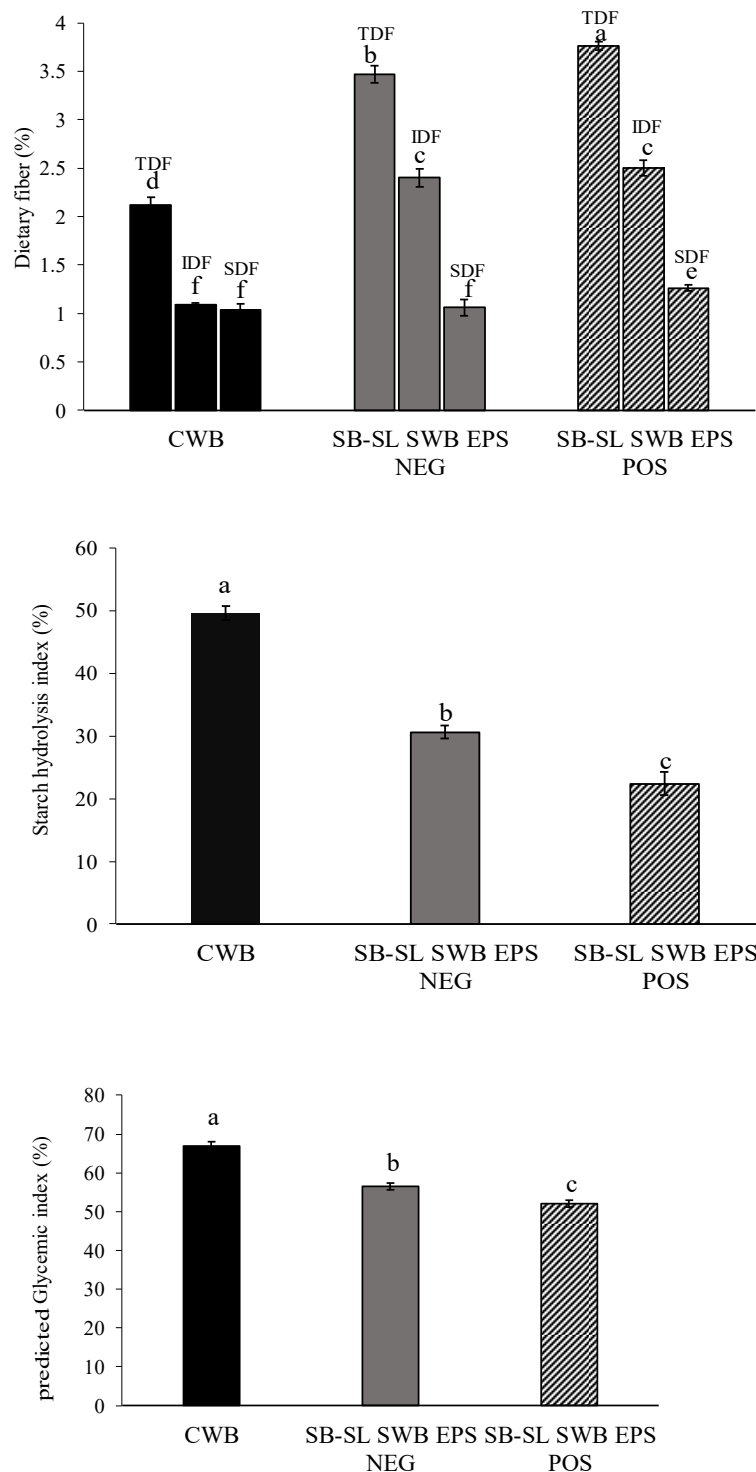 Dietary fiber (%)
4
3.5
3
2.5
2
1.5
1
0.5
0
TDF
d
IDF
f
SDF
f
TDF
b
IDF
c
SDF
f
TDF
a
IDF
c
SDF
e
CWB
SB-SL SWB EPS
NEG
SB-SL SWB EPS
POS
Starch hydrolysis index (%)
60
50
40
30
20
10
0
a
b
c
CWB
SB-SL SWB EPS
NEG
SB-SL SWB EPS
POS
predicted Glycemic index (%)
80
70
60
50
40
30
20
10
0
a
b
c
CWB
SB-SL SWB EPS
NEG
SB-SL SWB EPS
POS